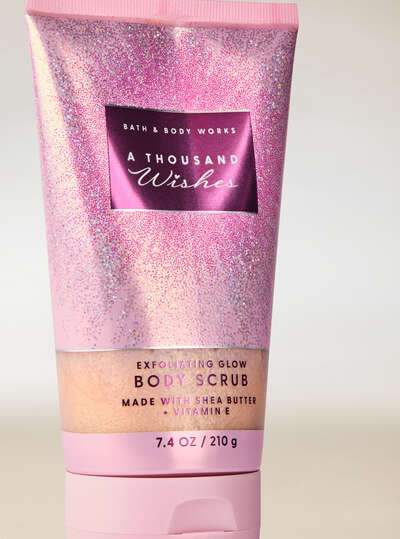 BATH & BODY WORKS
A THOUSAND
Wishes
EXFOLIATING GLOW
BODY SCRUB
MADE WITH SHEA BUTTER
+ VITAMIN E
7.4 OZ / 210 g